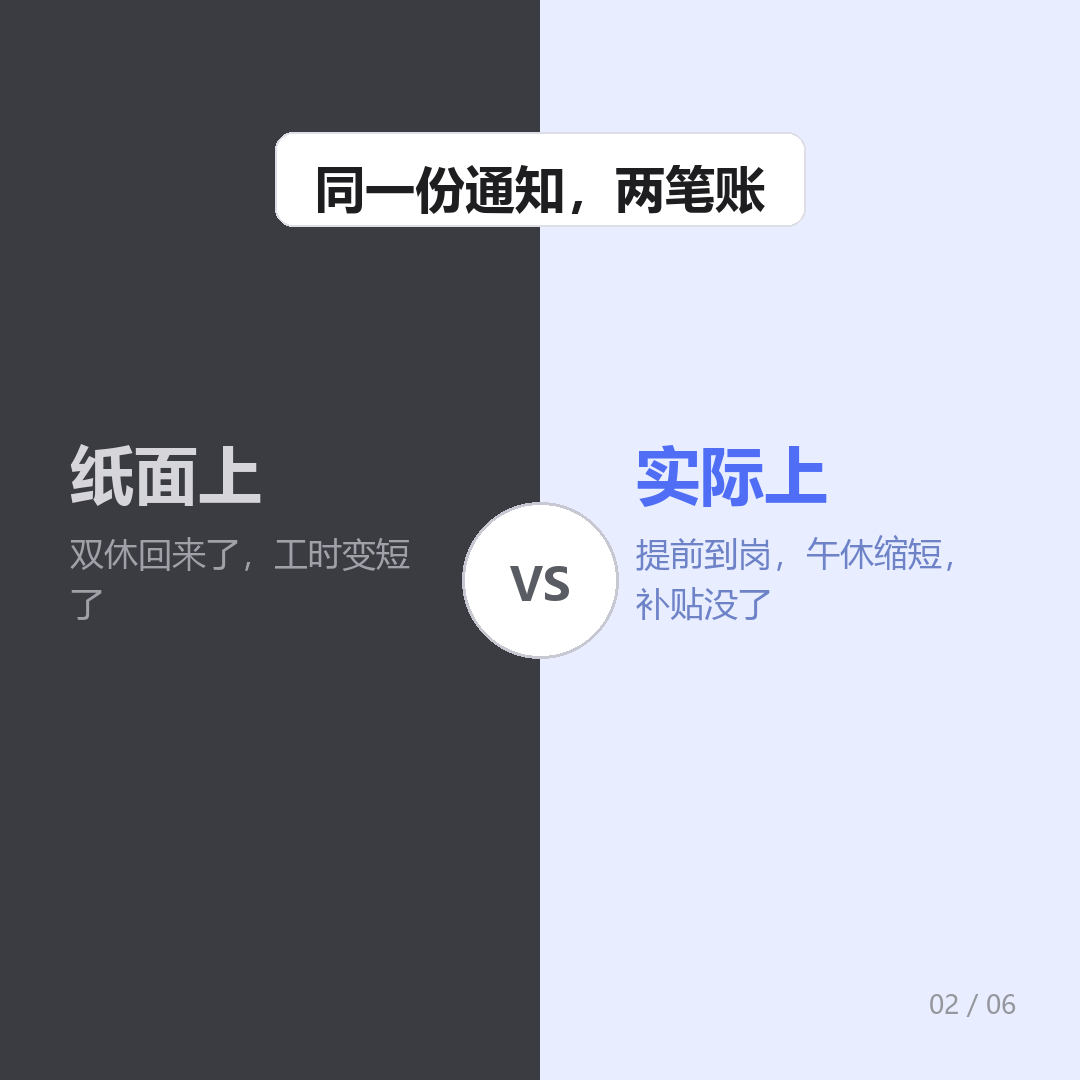 同一份通知，两笔账
纸面上
双休回来了，工时变短
了
VS
实际上
提前到岗，午休缩短，
补贴没了
02 / 06